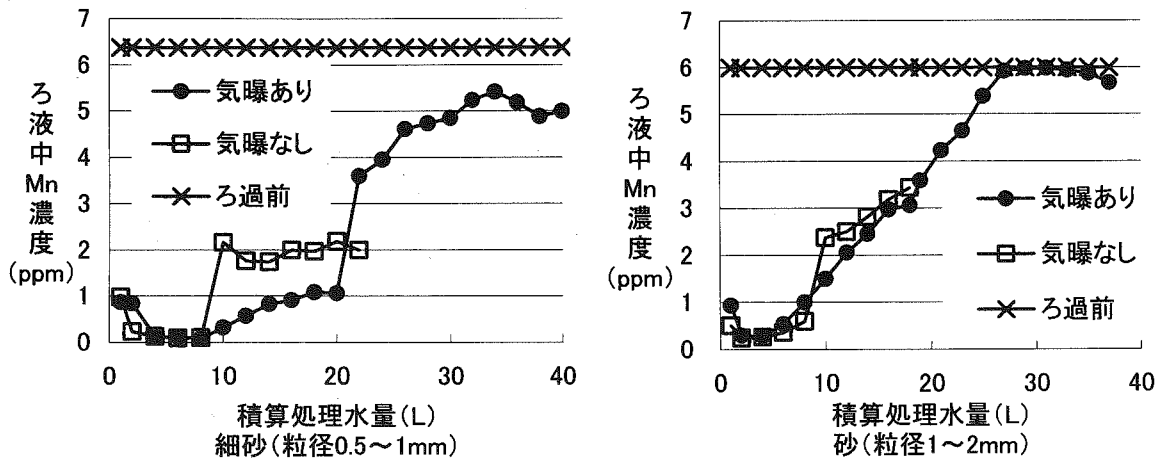 7
6
5
4
3
2
1
0
ろ液中Mn濃度
(ppm)
気曝あり
気曝なし
ろ過前
0 10 20 30 40
積算処理水量(L)
細砂(粒径0.5~1mm)
7
6
5
4
3
2
1
0
ろ液中Mn濃度
(ppm)
気曝あり
気曝なし
ろ過前
0 10 20 30 40
積算処理水量(L)
砂(粒径1~2mm)